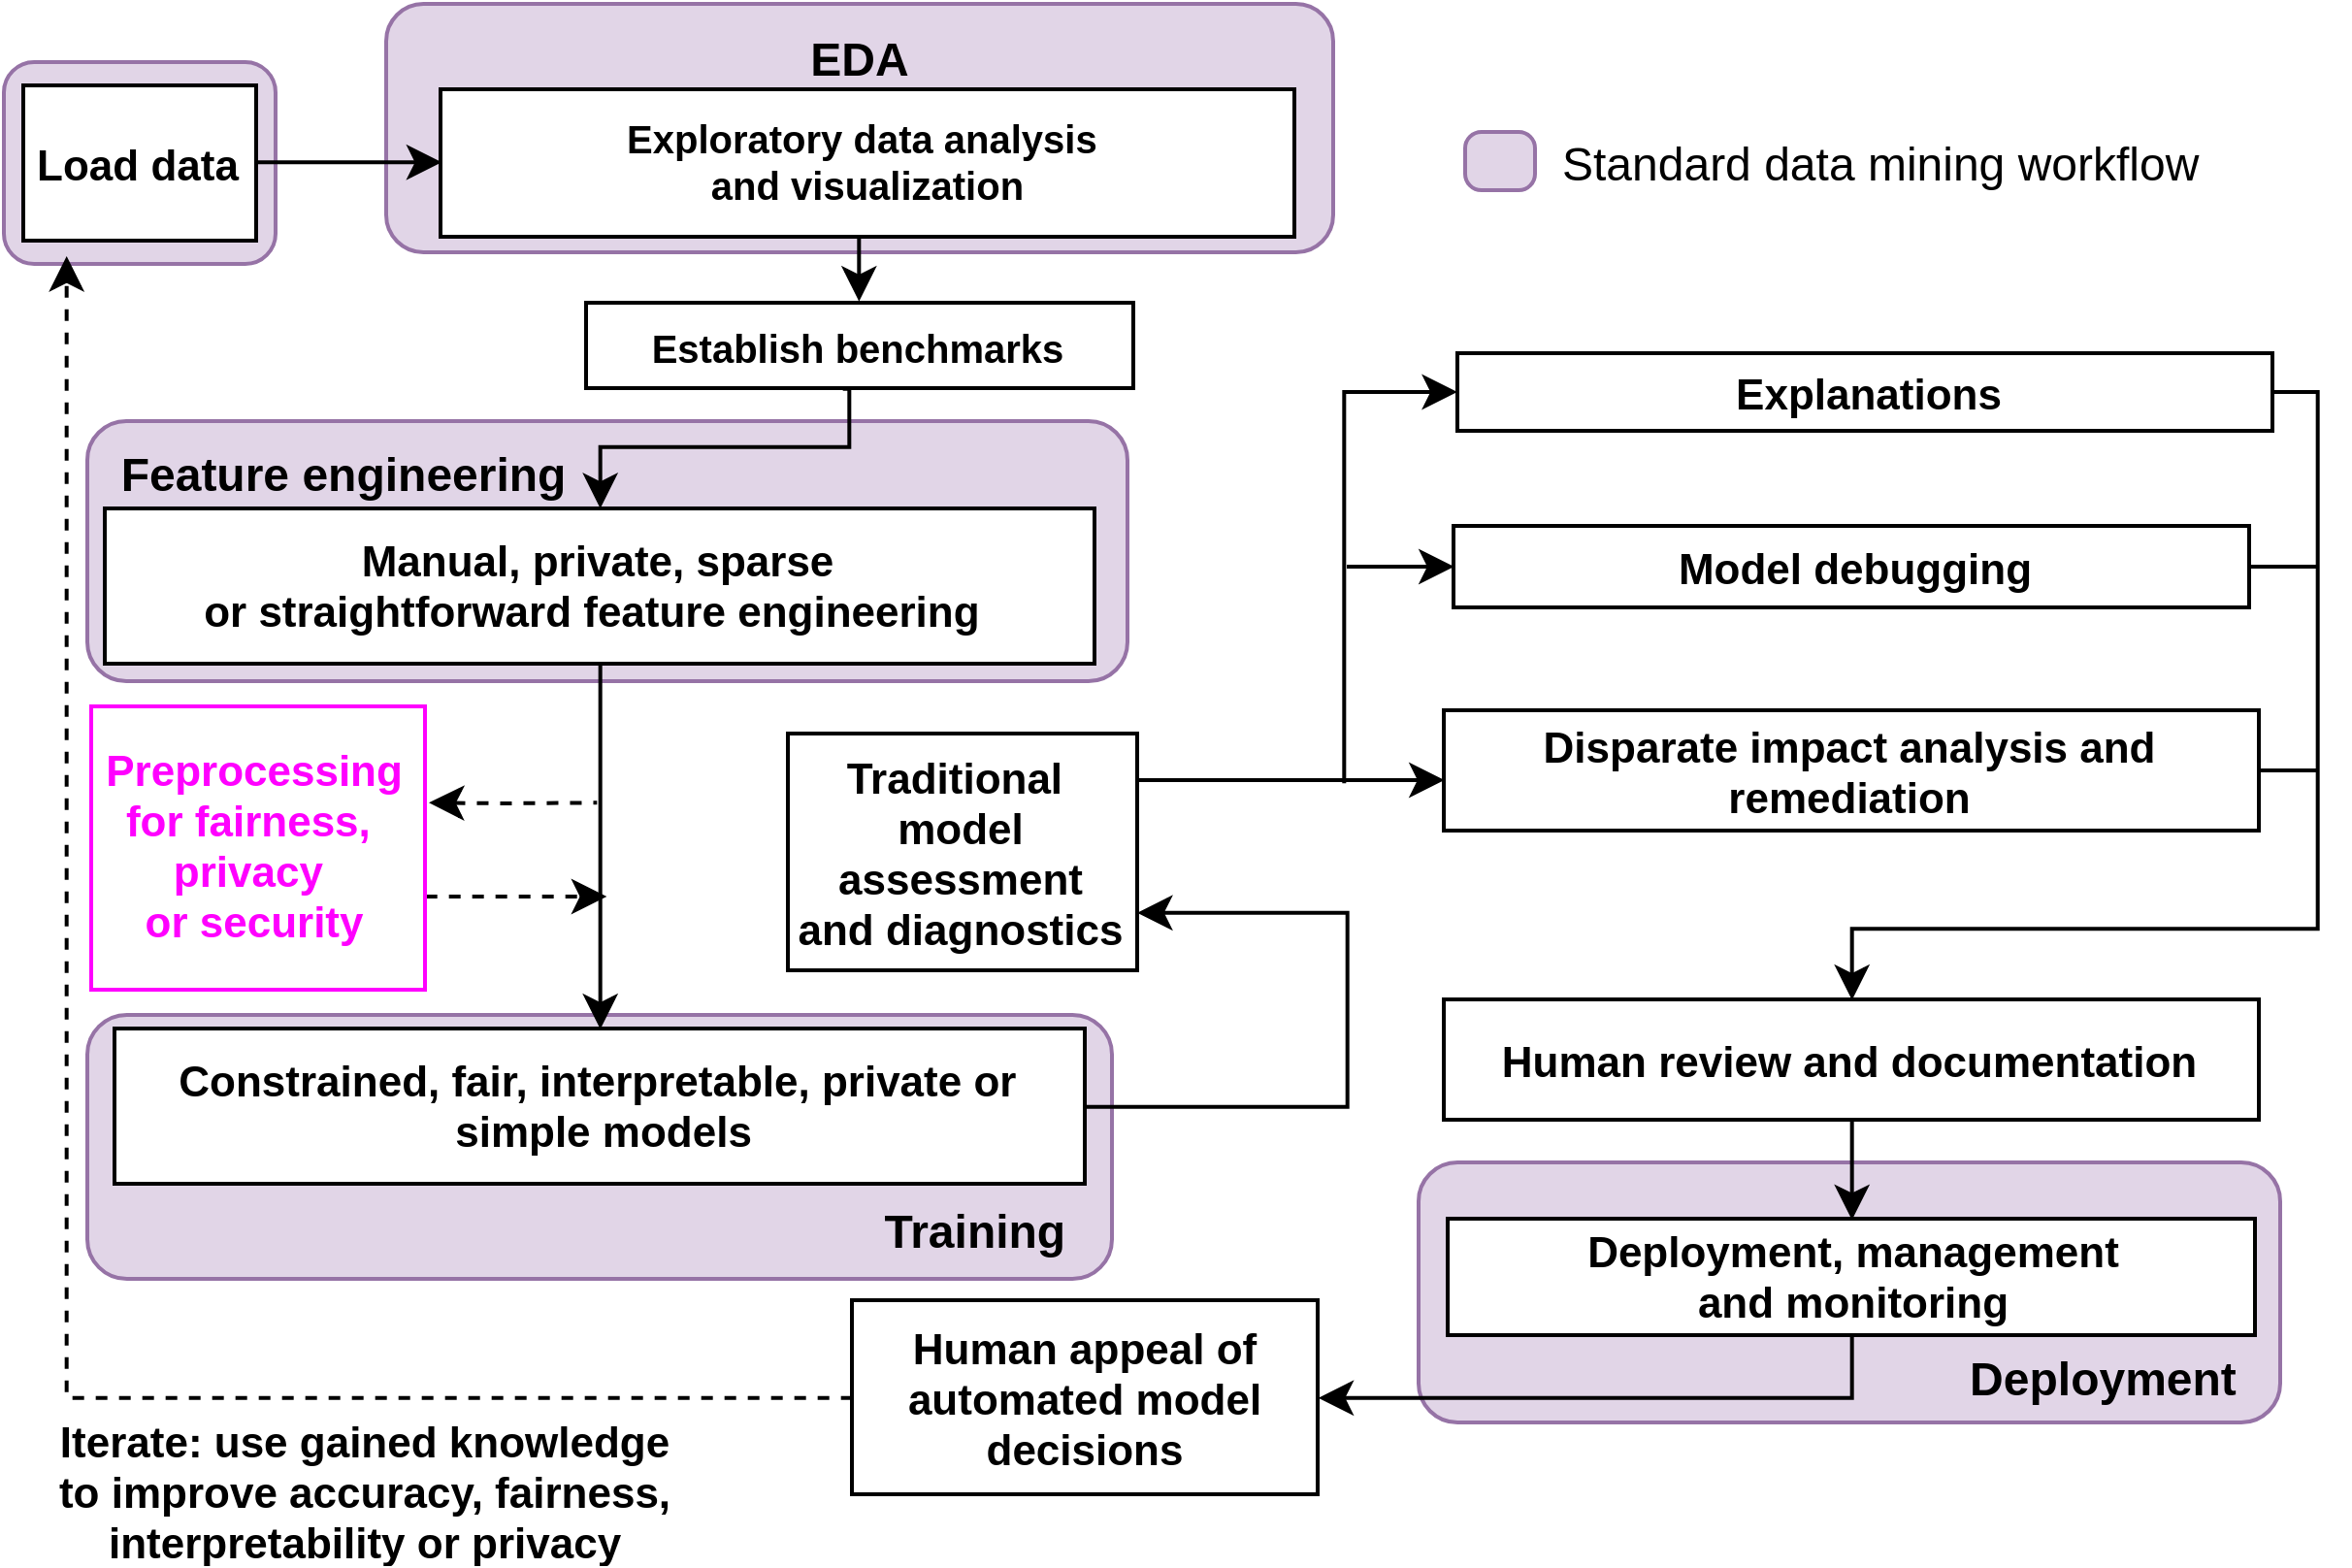 EDA
Load data
Exploratory data analysis
and visualization
Standard data mining workflow
Establish benchmarks
Explanations
Feature engineering
Manual, private, sparse
or straightforward feature engineering
Model debugging
Preprocessing
for fairness,
privacy
or security
Traditional
model
assessment
and diagnostics
Disparate impact analysis and
remediation
Constrained, fair, interpretable, private or
simple models
Training
Human review and documentation
Deployment, management
and monitoring
Deployment
Human appeal of
automated model
decisions
Iterate: use gained knowledge
to improve accuracy, fairness,
interpretability or privacy